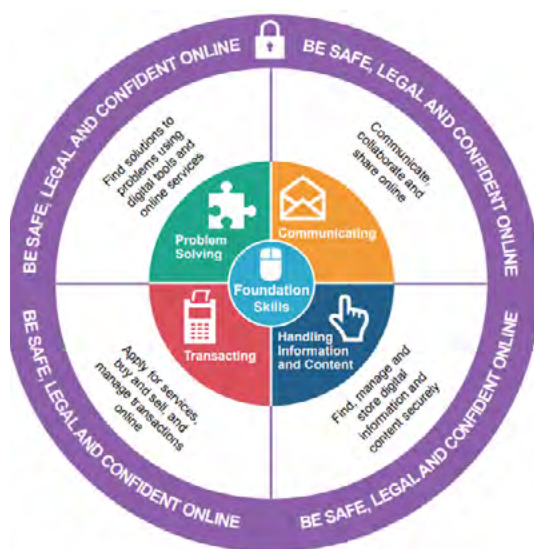 BE SAFE, LEGAL AND CONFIDENT ONLINE
BE SAFE, LEGAL AND CONFIDENT ONLINE
Find solutions to
problems using
digital tools and
online services
Communicate,
collaborate and
share online
Problem
Solving
Communicating
Foundation
Skills
Transacting
Handling
Information
and Content
Apply for services,
buy and sell, and
manage transactions
online
Find, manage and
store digital
information and
content securely
BE SAFE, LEGAL AND CONFIDENT ONLINE
BE SAFE, LEGAL AND CONFIDENT ONLINE